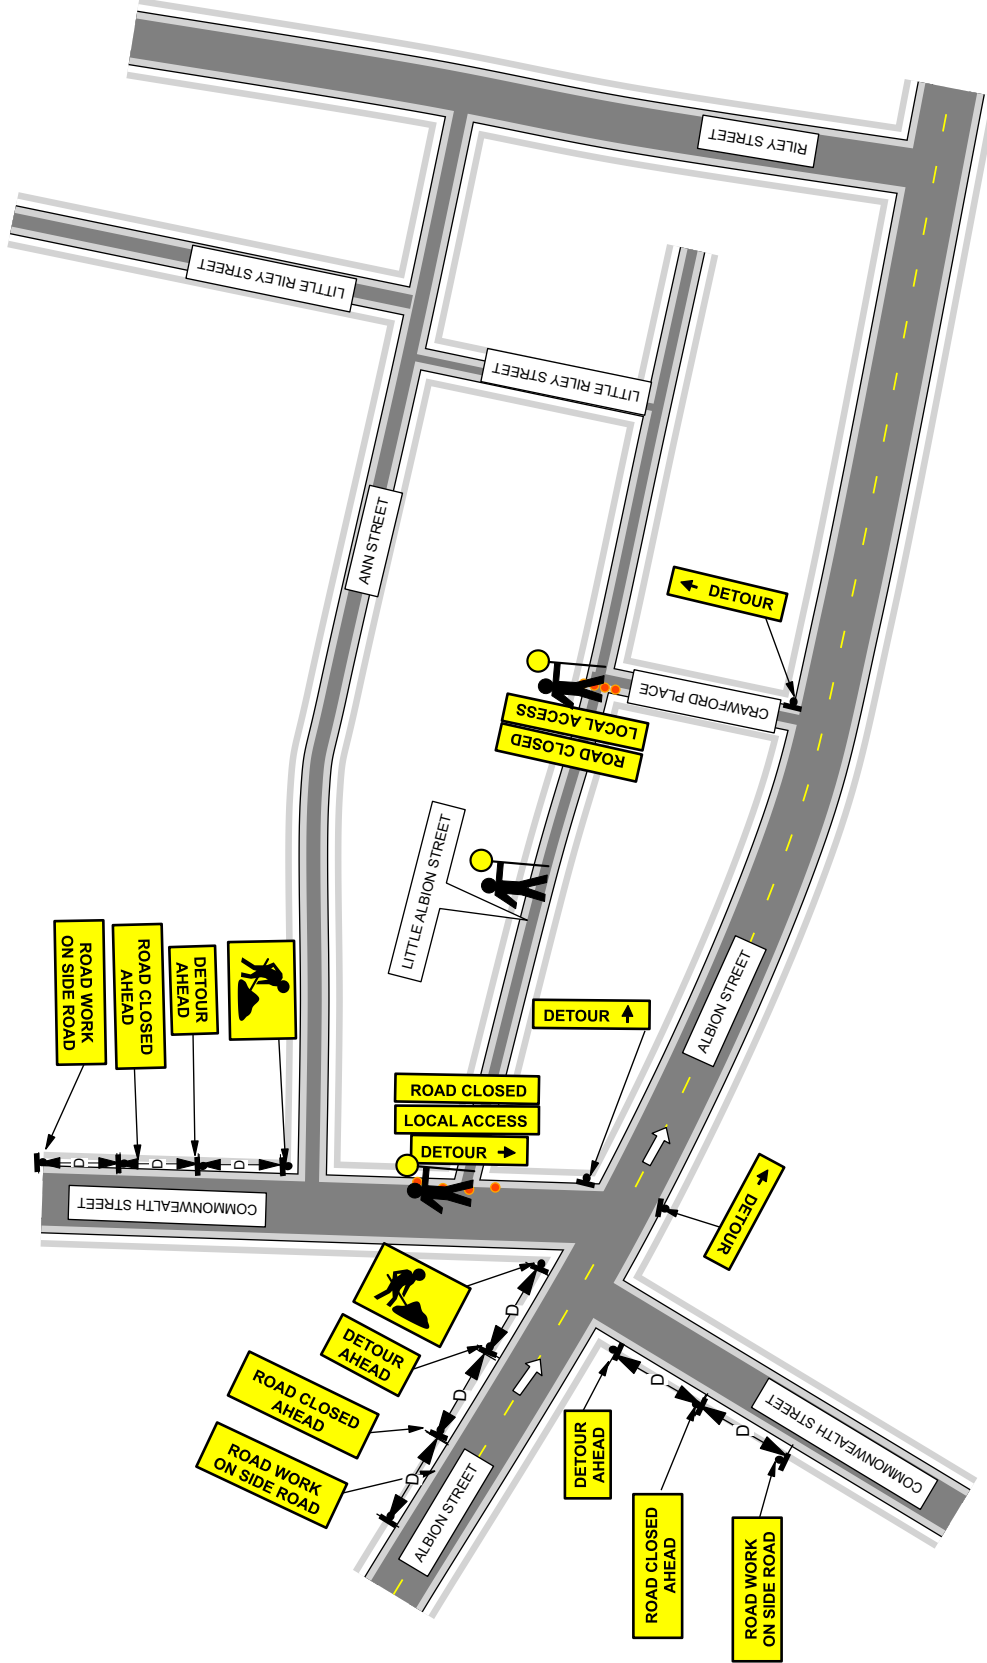 RILEY STREET
LITTLE RILEY STREET
LITTLE RILEY STREET
ANN STREET
DETOUR
CRAWFORD PLACE
LOCAL ACCESS
ROAD CLOSED
LITTLE ALBION STREET
ROAD WORK
ON SIDE ROAD
ROAD CLOSED
AHEAD
DETOUR
AHEAD
DETOUR
ALBION STREET
ROAD CLOSED
LOCAL ACCESS
DETOUR
D
D
D
COMMONWEALTH STREET
DETOUR
DETOUR
AHEAD
ROAD CLOSED
AHEAD
ROAD WORK
ON SIDE ROAD
D
D
D
ALBION STREET
D
D
COMMONWEALTH
STREET
DETOUR
AHEAD
ROAD CLOSED
AHEAD
ROAD WORK
ON SIDE ROAD